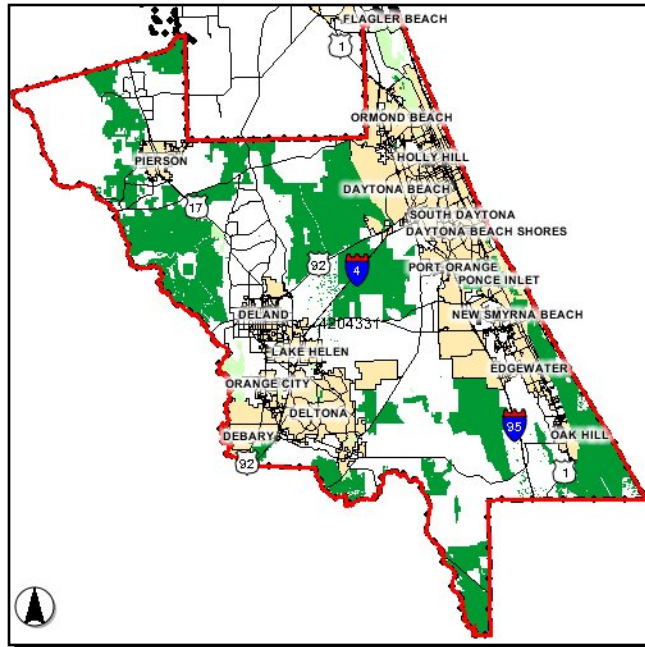 FLAGLER BEACH
1
ORMOND BEACH
HOLLY HILL
PIERSON
DAYTONA BEACH
17
SOUTH DAYTONA
DAYTONA BEACH SHORES
92
4
PORT ORANGE
PONCE INLET
DELAND
NEW SMYRNA BEACH
4204331
LAKE HELEN
EDGEWATER
ORANGE CITY
DELTONA
95
DEBARY
OAK HILL
92
1